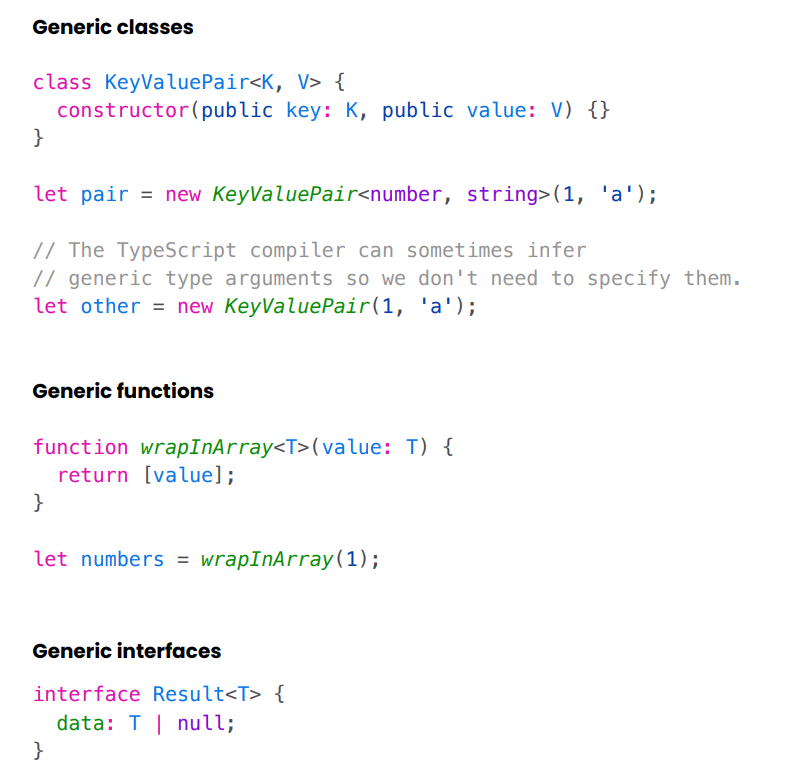 Generic classes
class KeyValuePair<K, V> {
  constructor(public key: K, public value: V) {}
}
let pair = new KeyValuePair<number, string>(1, 'a');
// The TypeScript compiler can sometimes infer
// generic type arguments so we don't need to specify them.
let other = new KeyValuePair(1, 'a');
Generic functions
function wrapInArray<T>(value: T) {
  return [value];
}
let numbers = wrapInArray(1);
Generic interfaces
interface Result<T> {
  data: T | null;
}